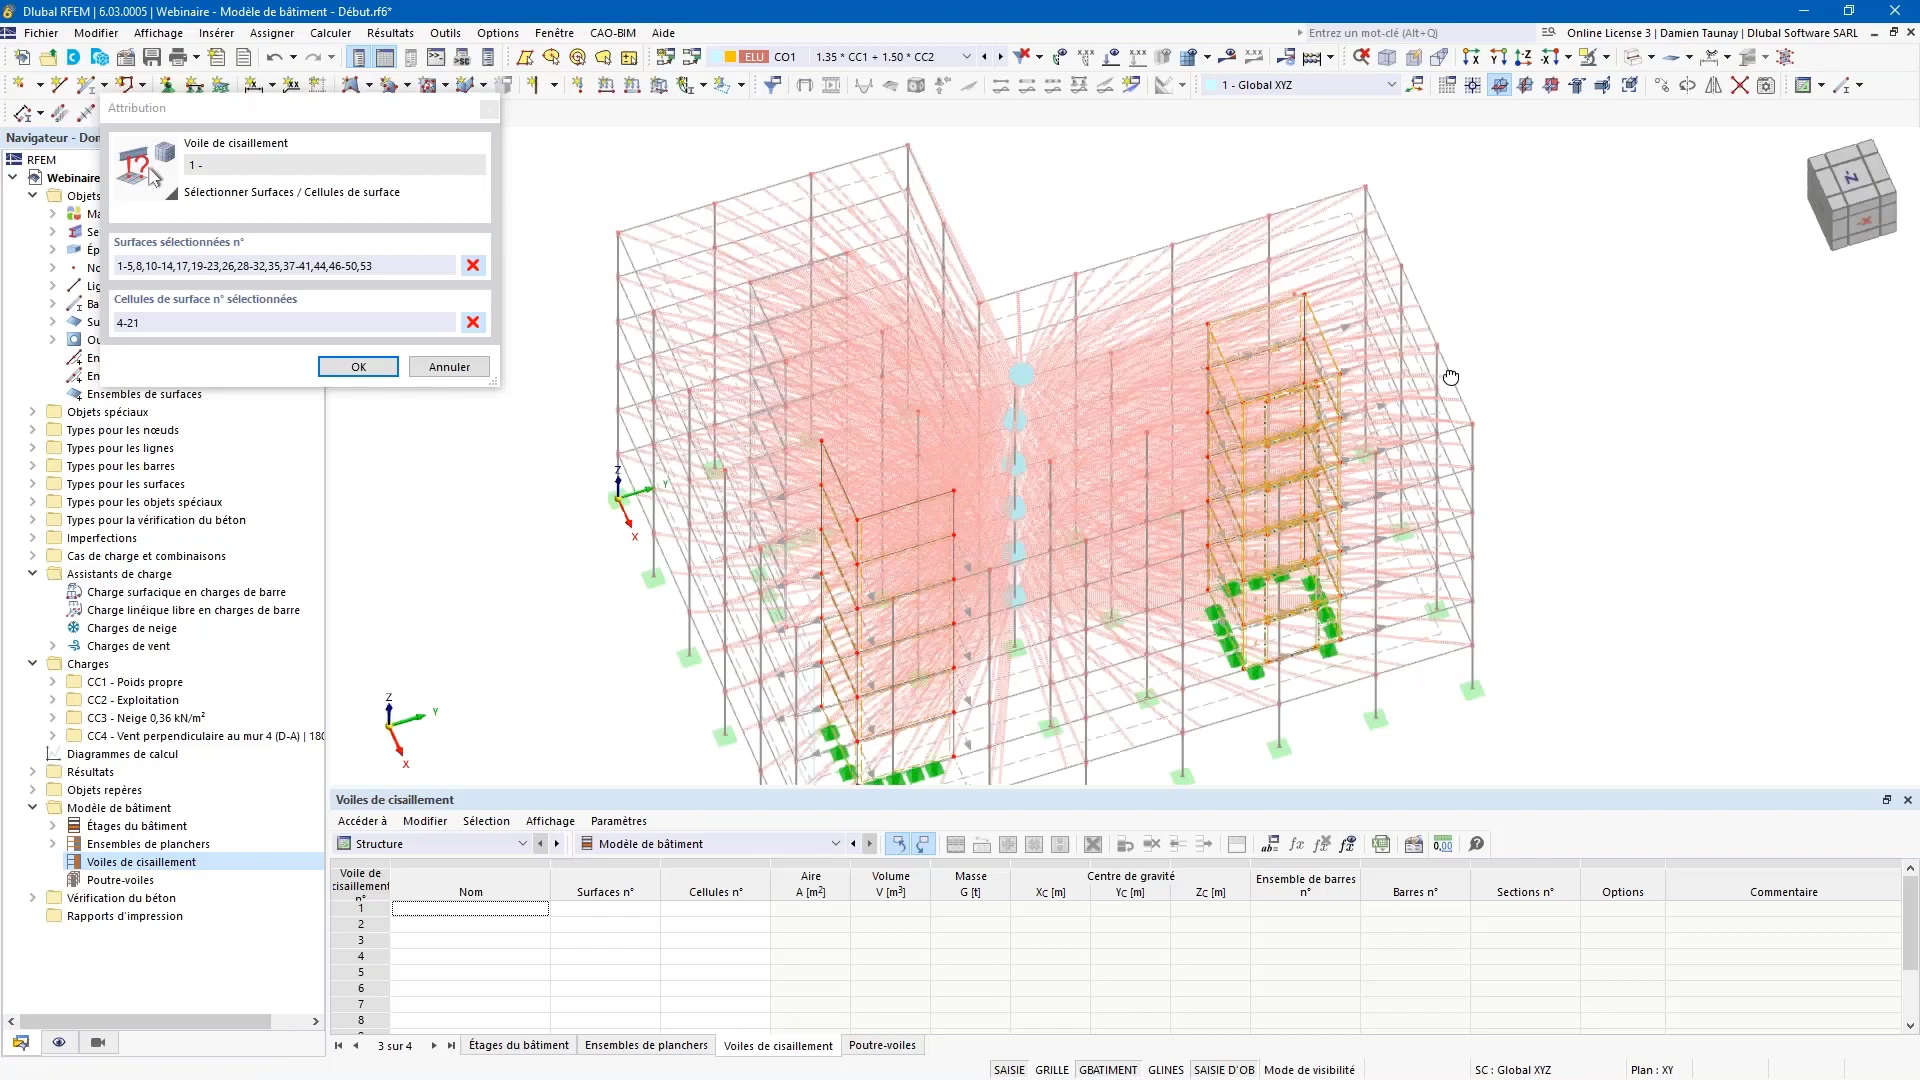 Dlubal RFEM | 6.03.0005 | Webinaire - Modèle de bâtiment - Début.rf6*
Fichier Modifier Affichage Insérer Assigner Calculer Résultats Outils Options Fenêtre CAO-BIM Aide
Entrez un mot-clé (Alt+Q)
Online License 3 | Damien Taunay | Dlubal Software SARL
ELU CO1 1.35 * CC1 + 1.50 * CC2
1 - Global XYZ
Attribution
Voile de cisaillement
1 -
Sélectionner Surfaces / Cellules de surface
Surfaces sélectionnées n°
1-5,8,10-14,17,19-23,26,28-32,35,37-41,44,46-50,53
Cellules de surface n° sélectionnées
4-21
OK Annuler
Navigateur - Don
RFEM
Webinaire
Objets
Ma
Se
Ép
No
Lig
Ba
Su
Ou
En
En
Ensembles de surfaces
Objets spéciaux
Types pour les nœuds
Types pour les lignes
Types pour les barres
Types pour les surfaces
Types pour les objets spéciaux
Types pour la vérification du béton
Imperfections
Cas de charge et combinaisons
Assistants de charge
Charge surfacique en charges de barre
Charge linéique libre en charges de barre
Charges de neige
Charges de vent
Charges
CC1 - Poids propre
CC2 - Exploitation
CC3 - Neige 0,36 kN/m²
CC4 - Vent perpendiculaire au mur 4 (D-A) | 180
Diagrammes de calcul
Résultats
Objets repères
Modèle de bâtiment
Étages du bâtiment
Ensembles de planchers
Voiles de cisaillement
Poutre-voiles
Vérification du béton
Rapports d'impression
Z
Y
X
Z
Y
X
Z
-X
Voiles de cisaillement
Accéder à Modifier Sélection Affichage Paramètres
Structure
Modèle de bâtiment
Voile de cisaillement n° Nom Surfaces n° Cellules n° Aire A [m²] Volume V [m³] Masse G [t] Centre de gravité Xc [m] Yc [m] Zc [m] Ensemble de barres n° Barres n° Sections n° Options Commentaire
1
2
3
4
5
6
7
8
3 sur 4 Étages du bâtiment Ensembles de planchers Voiles de cisaillement Poutre-voiles
SAISIE GRILLE GBATIMENT GLINES SAISIE D'OB Mode de visibilité SC : Global XYZ Plan : XY